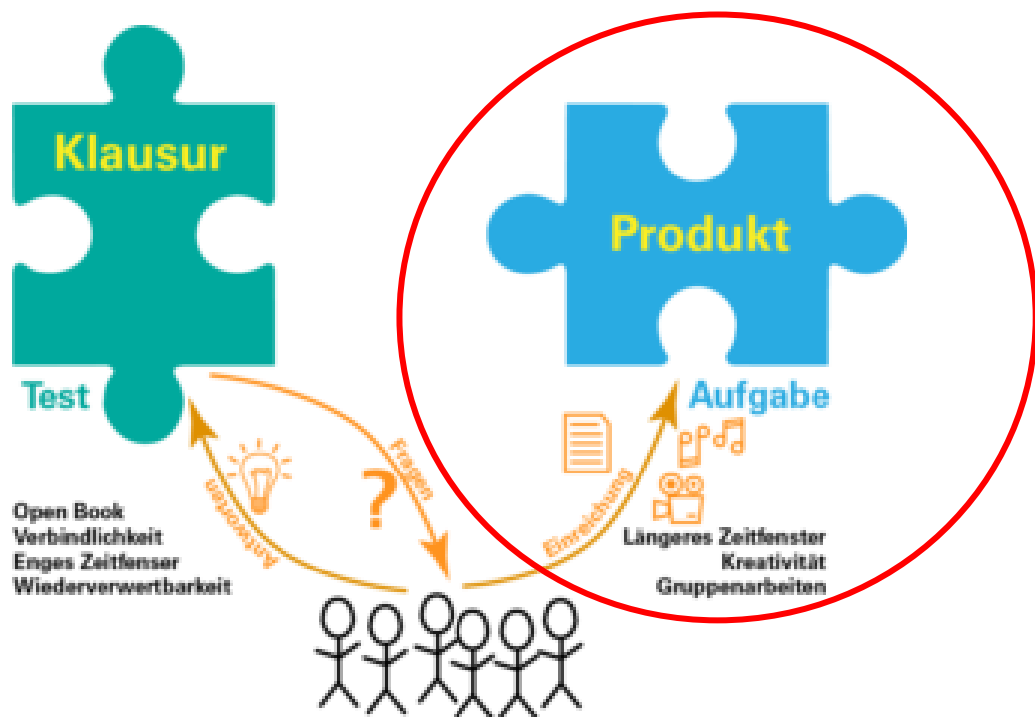 Klausur
Test
Antworten
Fragen
?
Open Book
Verbindlichkeit
Enges Zeitfenser
Wiederverwertbarkeit
Produkt
Aufgabe
Einreichung
Längeres Zeitfenster
Kreativität
Gruppenarbeiten